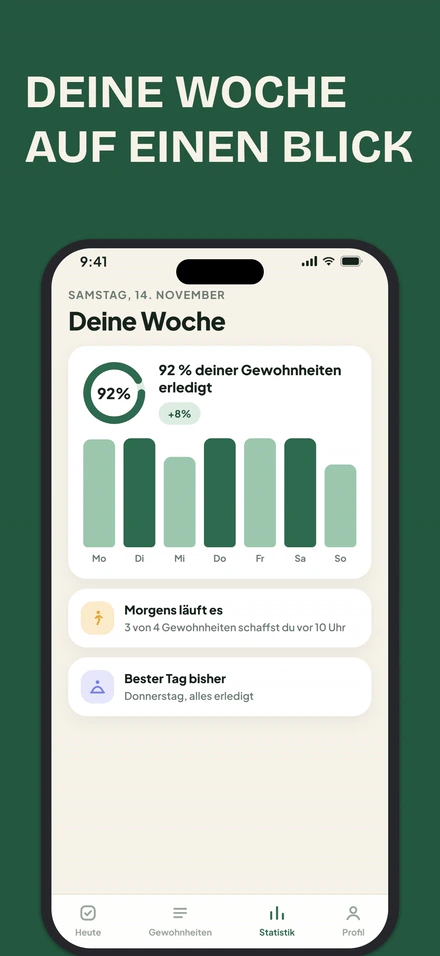 DEINE WOCHE
AUF EINEN BLICK
9:41
SAMSTAG, 14. NOVEMBER
Deine Woche
92%
92 % deiner Gewohnheiten
erledigt
+8%
Mo Di Mi Do Fr Sa So
Morgens läuft es
3 von 4 Gewohnheiten schaffst du vor 10 Uhr
Bester Tag bisher
Donnerstag, alles erledigt
Heute Gewohnheiten Statistik Profil